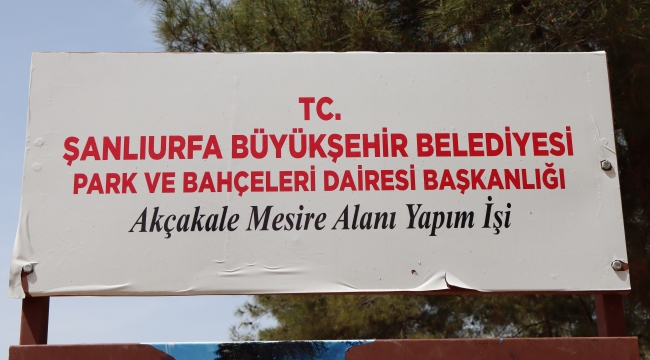 TC.
ŞANLIURFA BÜYÜKŞEHİR BELEDİYESİ
PARK VE BAHÇELERİ DAİRESİ BAŞKANLIĞI
Akçakale Mesire Alanı Yapım İşi